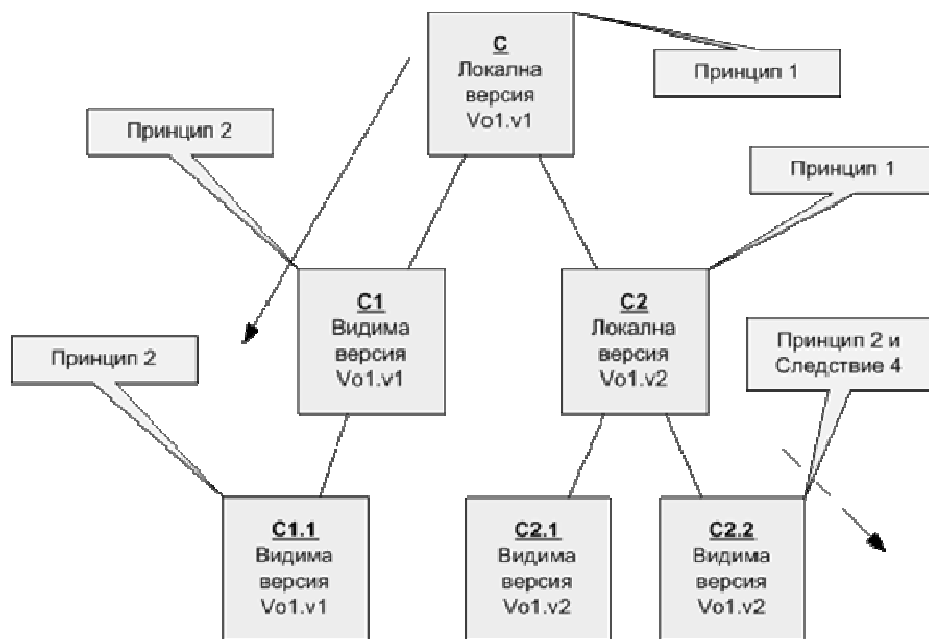 C
Локална
версия
Vo1.v1
Принцип 1
Принцип 2
Принцип 1
C1
Видима
версия
Vo1.v1
C2
Локална
версия
Vo1.v2
Принцип 2
Принцип 2 и
Следствие 4
C1.1
Видима
версия
Vo1.v1
C2.1
Видима
версия
Vo1.v2
C2.2
Видима
версия
Vo1.v2